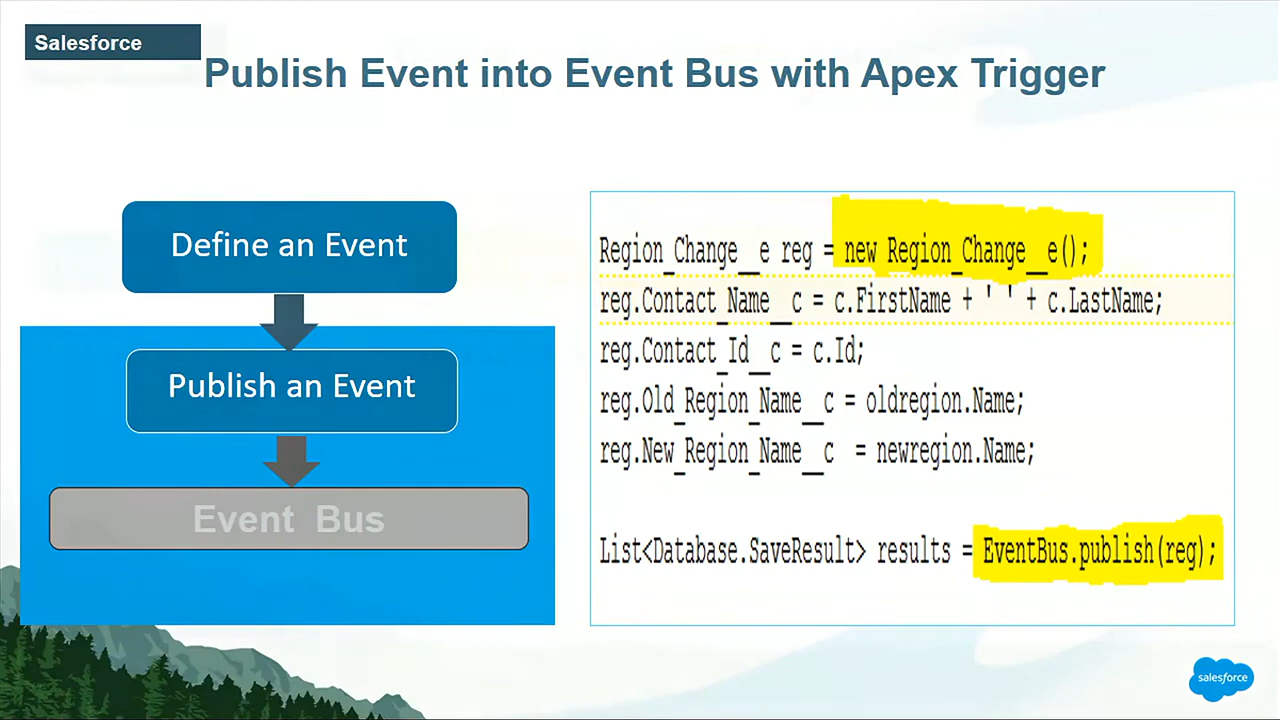 Salesforce
Publish Event into Event Bus with Apex Trigger
Define an Event
Publish an Event
Event Bus
Region_Change__e reg = new Region_Change__e();
reg.Contact_Name__c = c.FirstName + ' ' + c.LastName;
reg.Contact_Id__c = c.Id;
reg.Old_Region_Name__c = oldregion.Name;
reg.New_Region_Name__c = newregion.Name;
List<Database.SaveResult> results = EventBus.publish(reg);
salesforce